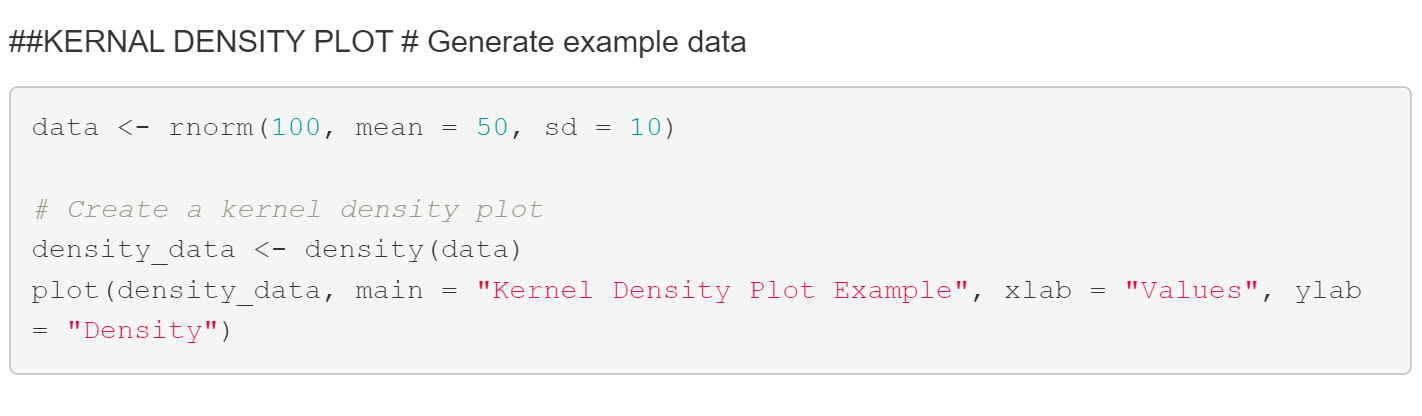 ##KERNAL DENSITY PLOT # Generate example data
data <- rnorm(100, mean = 50, sd = 10)
# Create a kernel density plot
density_data <- density(data)
plot(density_data, main = "Kernel Density Plot Example", xlab = "Values", ylab
= "Density")